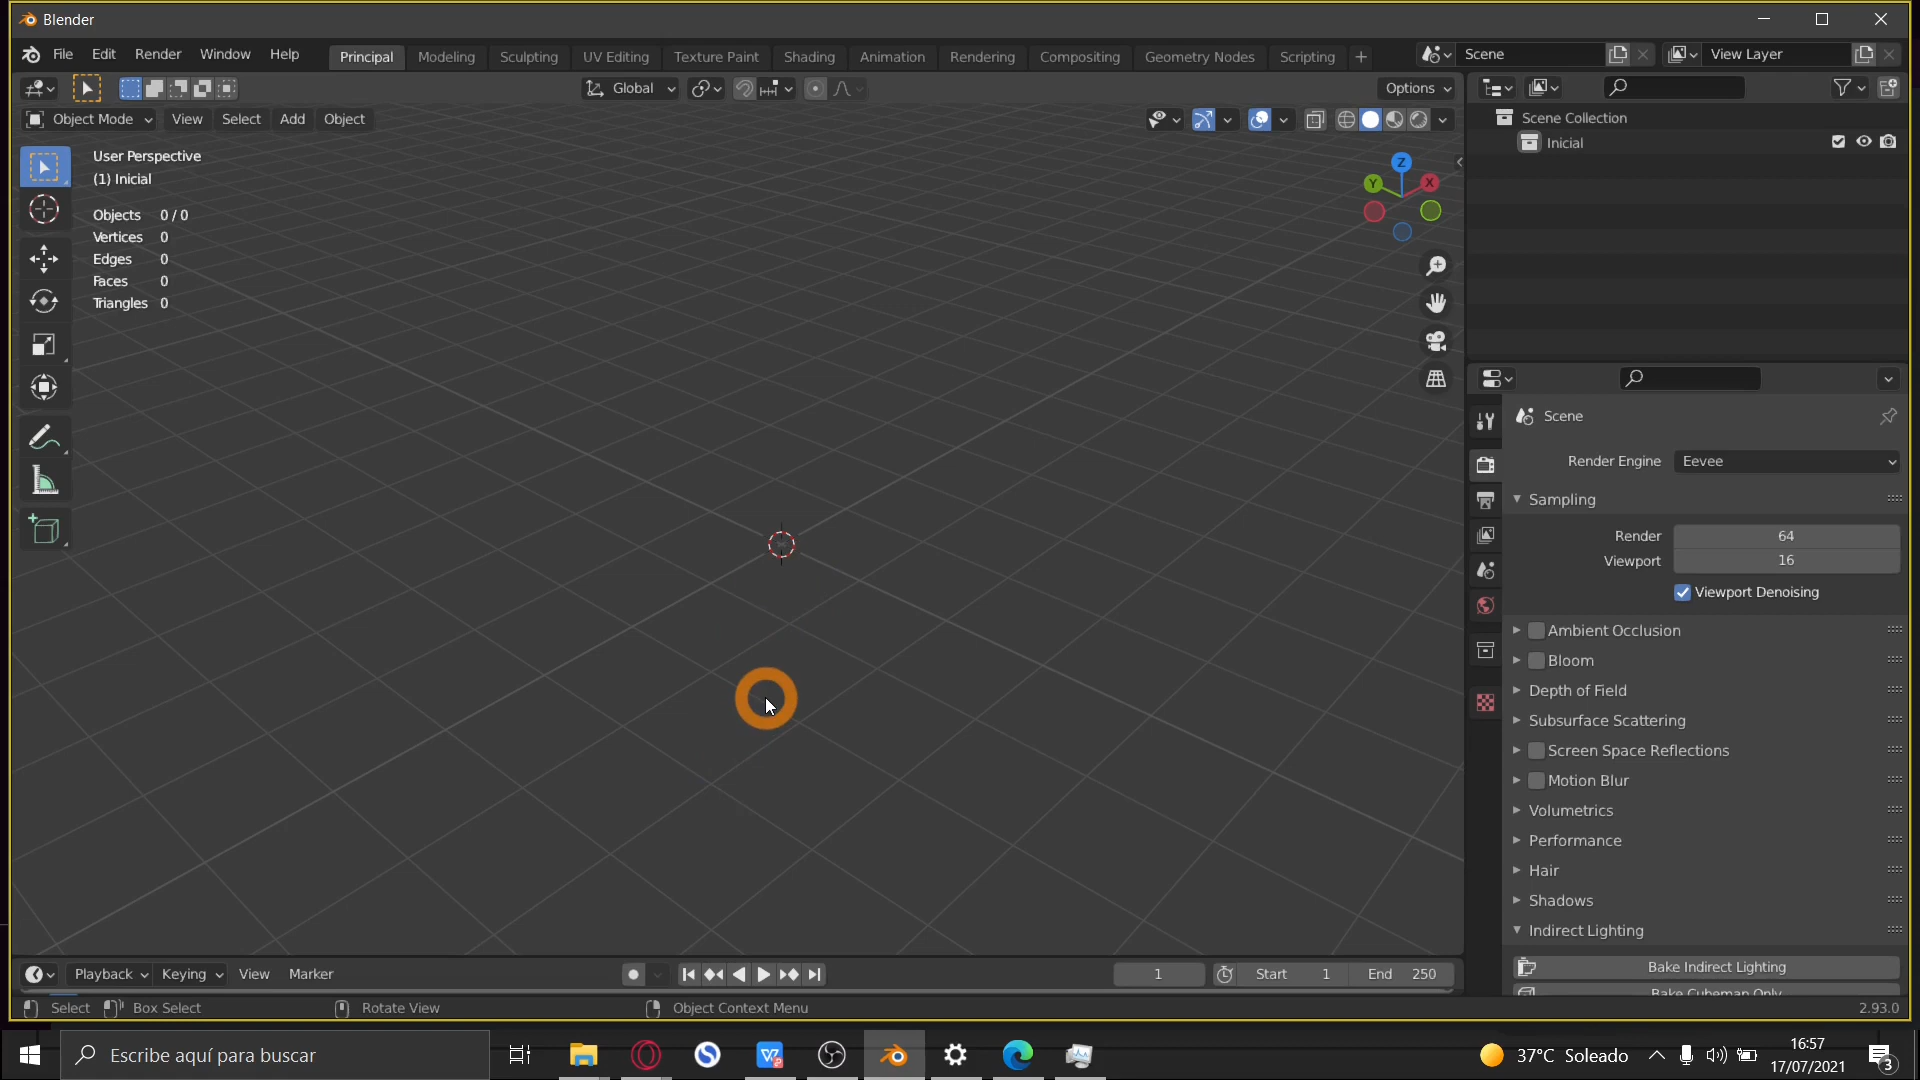 Blender
File Edit Render Window Help Principal Modeling Sculpting UV Editing Texture Paint Shading Animation Rendering Compositing Geometry Nodes Scripting + Scene View Layer
Global Options
Object Mode View Select Add Object
Scene Collection
Inicial
User Perspective
(1) Inicial
Z
Y
X
Objects 0 / 0
Vertices 0
Edges 0
Faces 0
Triangles 0
Scene
Render Engine Eevee
Sampling
Render 64
Viewport 16
Viewport Denoising
Ambient Occlusion
Bloom
Depth of Field
Subsurface Scattering
Screen Space Reflections
Motion Blur
Volumetrics
Performance
Hair
Shadows
Indirect Lighting
Bake Indirect Lighting
Bake Cubemap Only
Playback Keying View Marker 1 Start 1 End 250
Select Box Select Rotate View Object Context Menu 2.93.0
Escribe aquí para buscar
37°C Soleado
16:57
17/07/2021
3